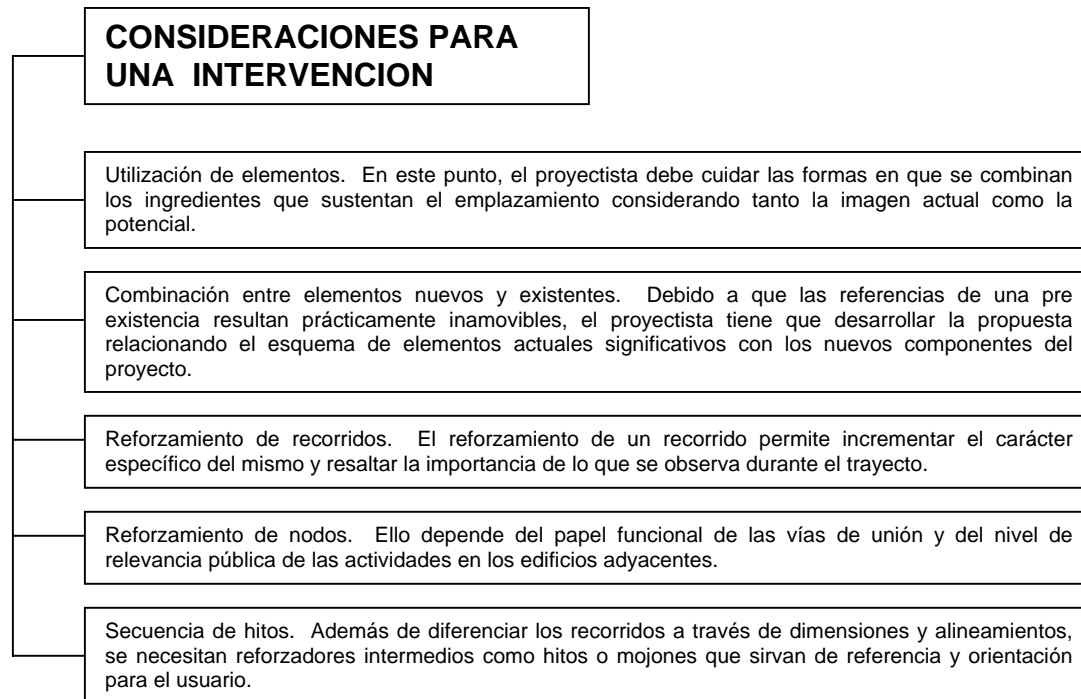 CONSIDERACIONES PARA
UNA INTERVENCION
Utilización de elementos. En este punto, el proyectista debe cuidar las formas en que se combinan
los ingredientes que sustentan el emplazamiento considerando tanto la imagen actual como la
potencial.
Combinación entre elementos nuevos y existentes. Debido a que las referencias de una pre
existencia resultan prácticamente inamovibles, el proyectista tiene que desarrollar la propuesta
relacionando el esquema de elementos actuales significativos con los nuevos componentes del
proyecto.
Reforzamiento de recorridos. El reforzamiento de un recorrido permite incrementar el carácter
específico del mismo y resaltar la importancia de lo que se observa durante el trayecto.
Reforzamiento de nodos. Ello depende del papel funcional de las vías de unión y del nivel de
relevancia pública de las actividades en los edificios adyacentes.
Secuencia de hitos. Además de diferenciar los recorridos a través de dimensiones y alineamientos,
se necesitan reforzadores intermedios como hitos o mojones que sirvan de referencia y orientación
para el usuario.